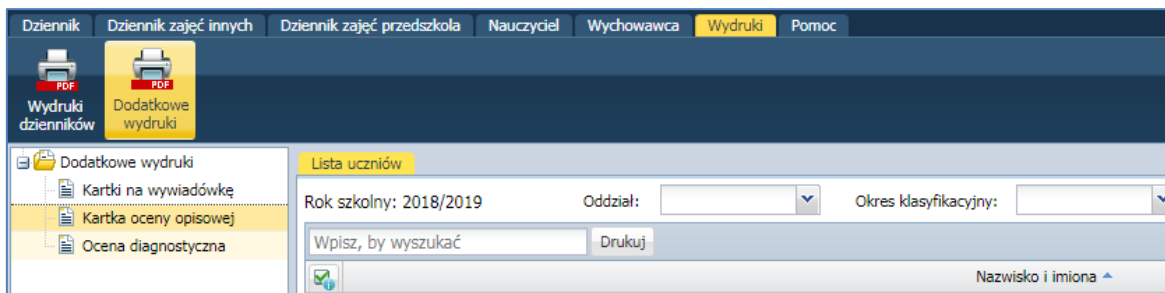 Dziennik Dziennik zajęć innych Dziennik zajęć przedszkola Nauczyciel Wychowawca Wydruki Pomoc
PDF PDF
Wydruki dzienników
Dodatkowe wydruki
Dodatkowe wydruki
Kartki na wywiadówkę
Kartka oceny opisowej
Ocena diagnostyczna
Lista uczniów
Rok szkolny: 2018/2019 Oddział: Okres klasyfikacyjny:
Wpisz, by wyszukać Drukuj
Nazwisko i imiona